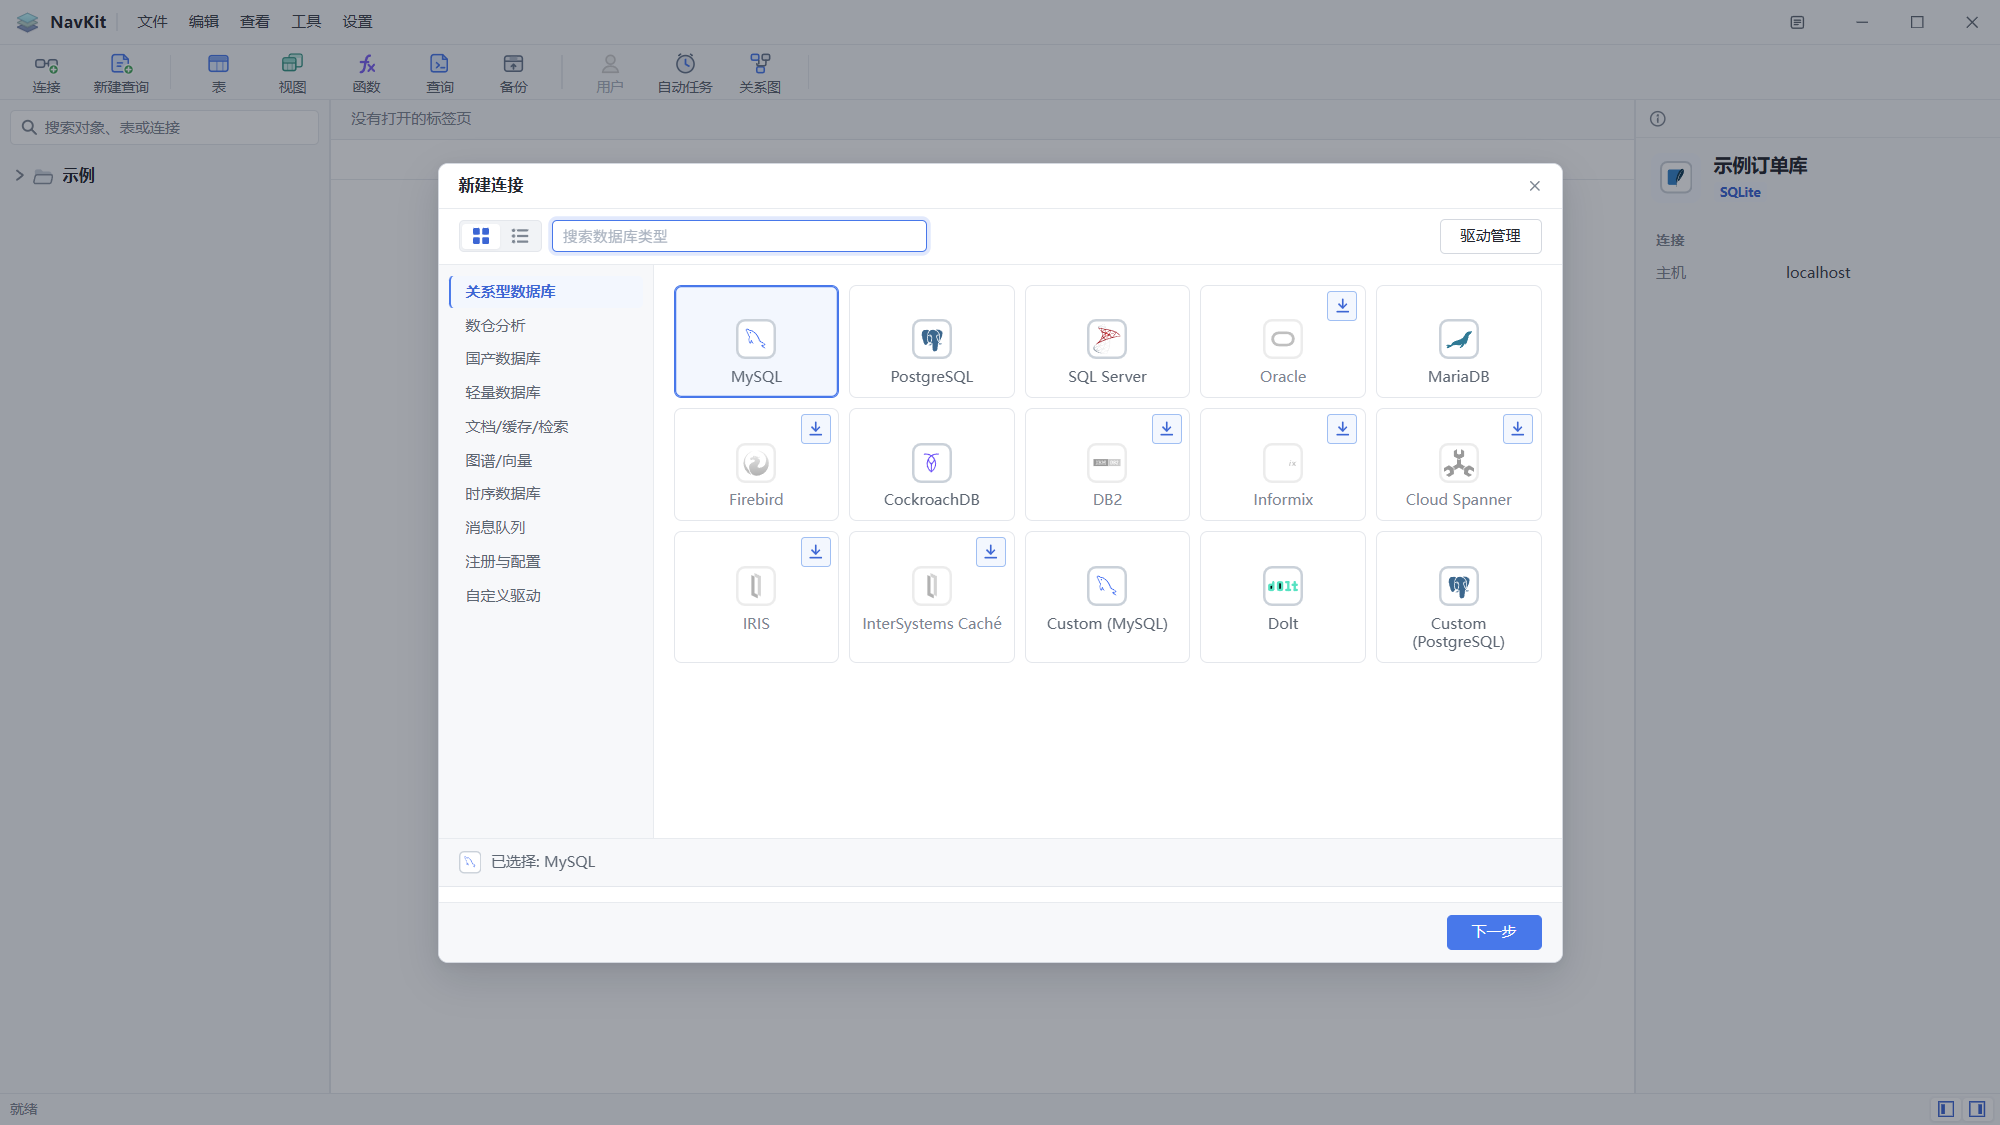 NavKit 文件 编辑 查看 工具 设置
连接 新建查询 表 视图 函数 查询 备份 用户 自动任务 关系图
搜索对象、表或连接
示例
没有打开的标签页
示例订单库
SQLite
连接
主机 localhost
新建连接
搜索数据库类型
驱动管理
关系型数据库
数仓分析
国产数据库
轻量数据库
文档/缓存/检索
图谱/向量
时序数据库
消息队列
注册与配置
自定义驱动
MySQL PostgreSQL SQL Server Oracle MariaDB
Firebird CockroachDB DB2 Informix Cloud Spanner
IRIS InterSystems Caché Custom (MySQL) Dolt Custom
(PostgreSQL)
已选择: MySQL
下一步
就绪